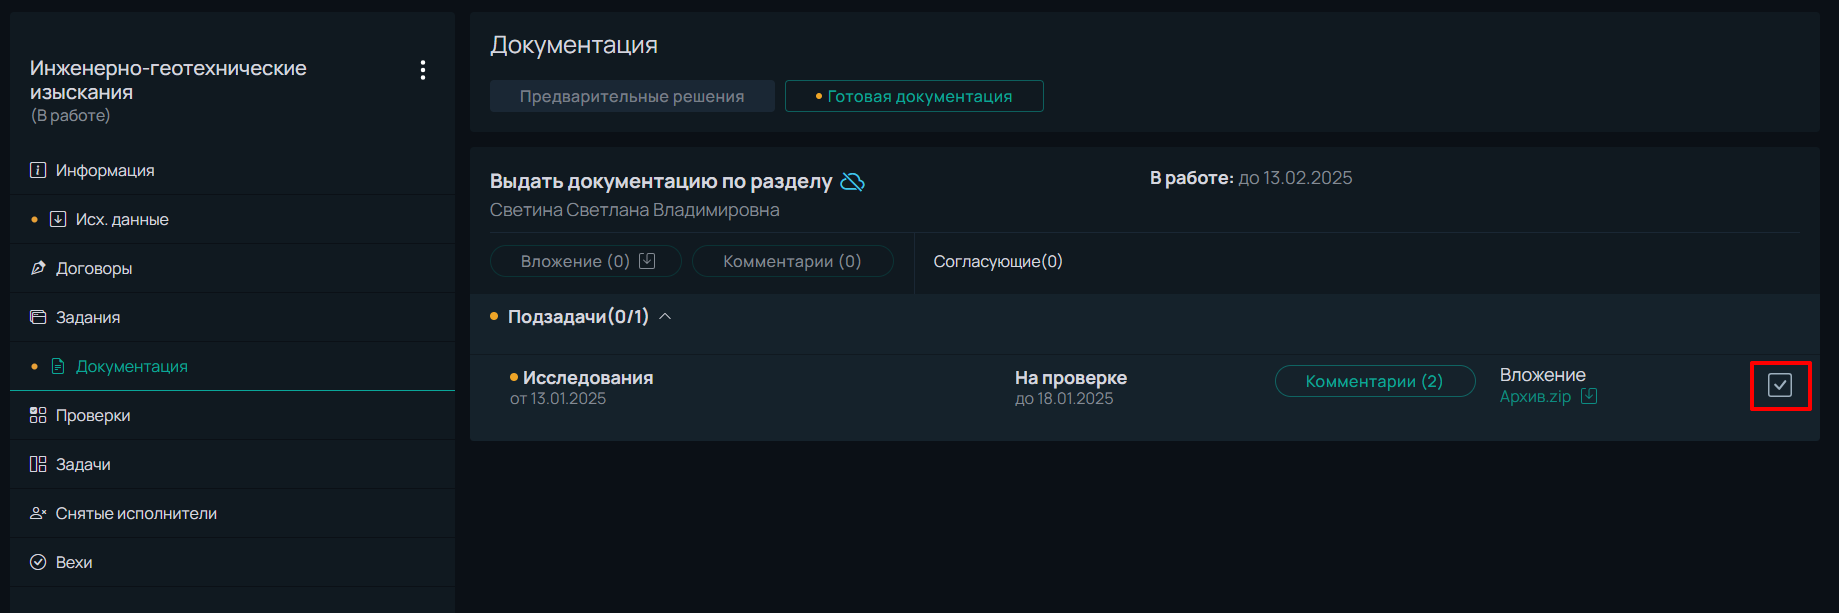 Инженерно-геотехнические
изыскания
(В работе)
Информация
Исх. данные
Договоры
Задания
Документация
Проверки
Задачи
Снятые исполнители
Вехи
Документация
Предварительные решения
Готовая документация
Выдать документацию по разделу
В работе: до 13.02.2025
Светина Светлана Владимировна
Вложение (0)
Комментарии (0)
Согласующие(0)
Подзадачи(0/1)
Исследования
от 13.01.2025
На проверке
до 18.01.2025
Комментарии (2)
Вложение
Архив.zip